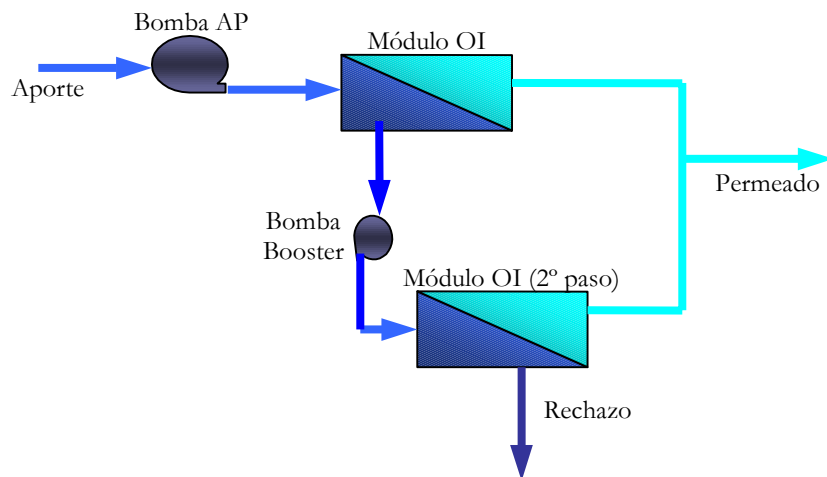 Bomba AP
Módulo OI
Aporte
Permeado
Bomba
Booster
Módulo OI (2º paso)
Rechazo